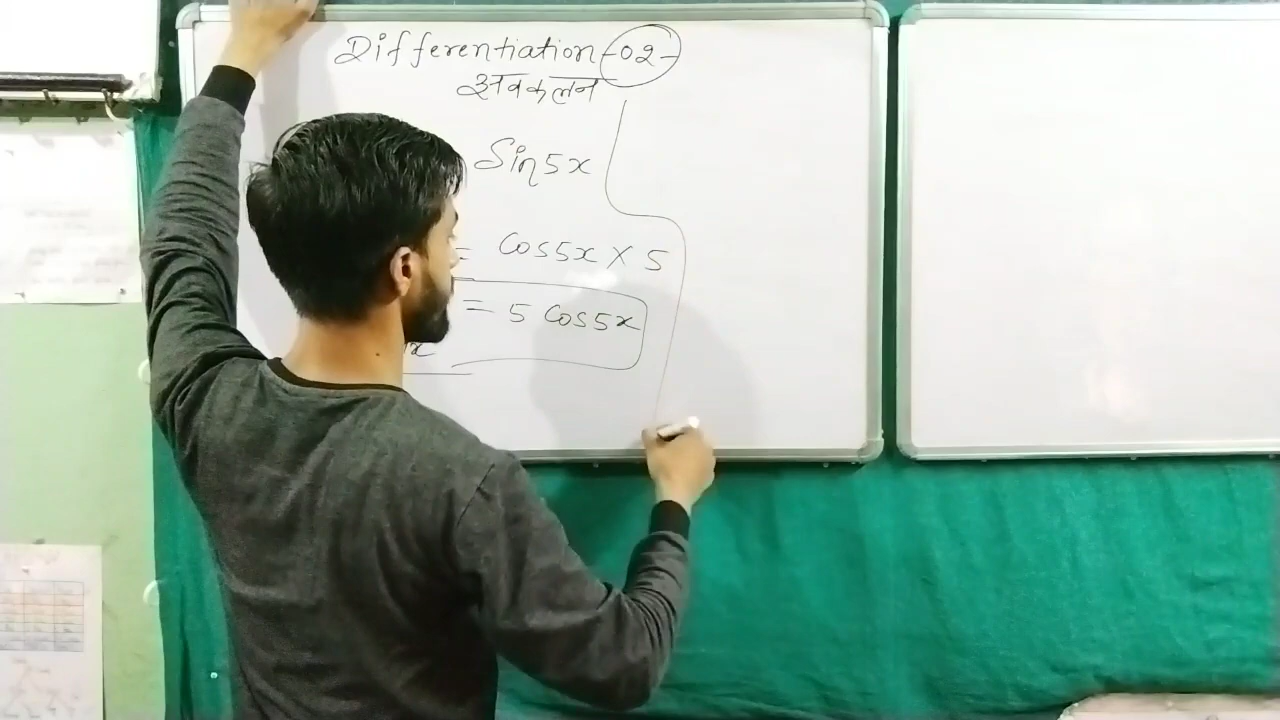 Differentiation-02-
अवकलन
Sin5x
= Cos5x × 5
= 5 Cos5x
x